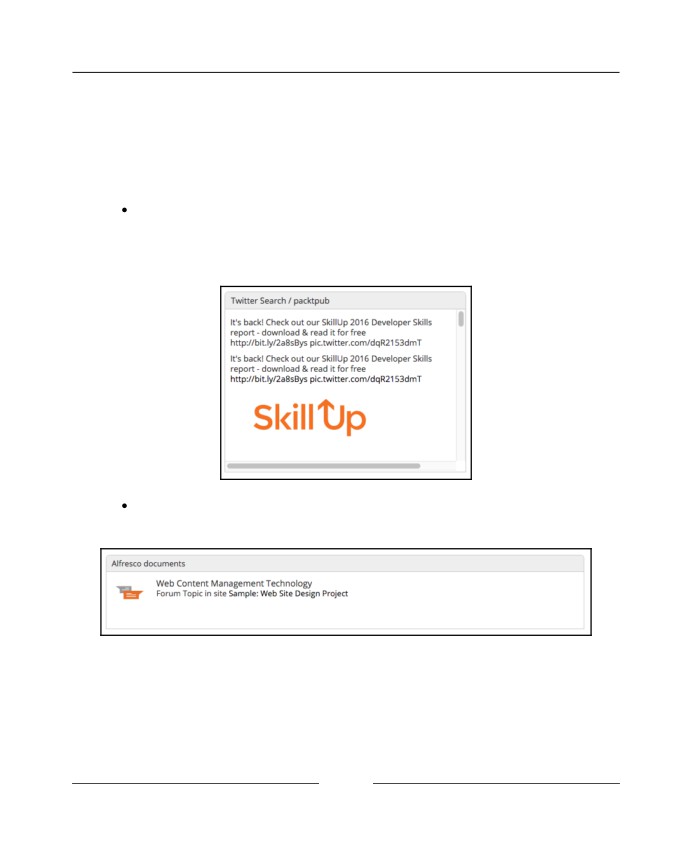 Twitter Search / packtpub
It's back! Check out our SkillUp 2016 Developer Skills
report - download & read it for free
http://bit.ly/2a8sBys pic.twitter.com/dqR2153dmT
It's back! Check out our SkillUp 2016 Developer Skills
report - download & read it for free
http://bit.ly/2a8sBys pic.twitter.com/dqR2153dmT
SkillUp
Alfresco documents
Web Content Management Technology
Forum Topic in site Sample: Web Site Design Project